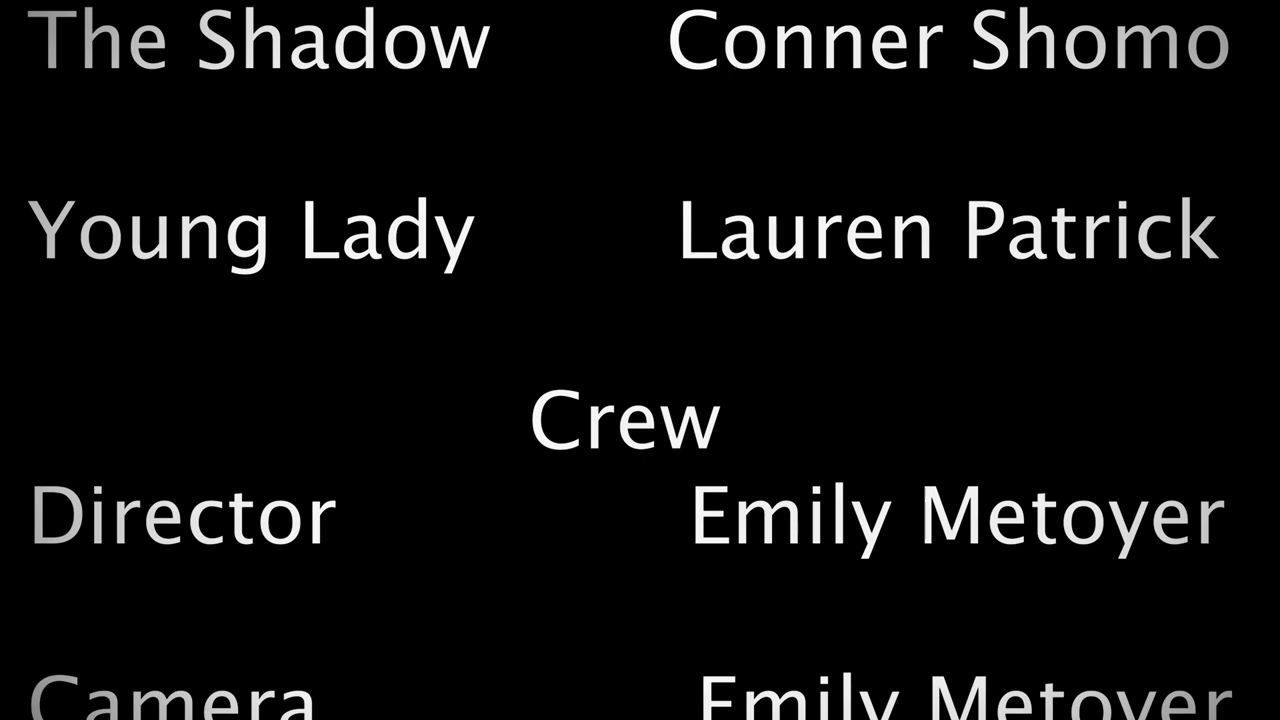 The Shadow Conner Shomo
Young Lady Lauren Patrick
Crew
Director Emily Metoyer
Camera Emily Metoyer